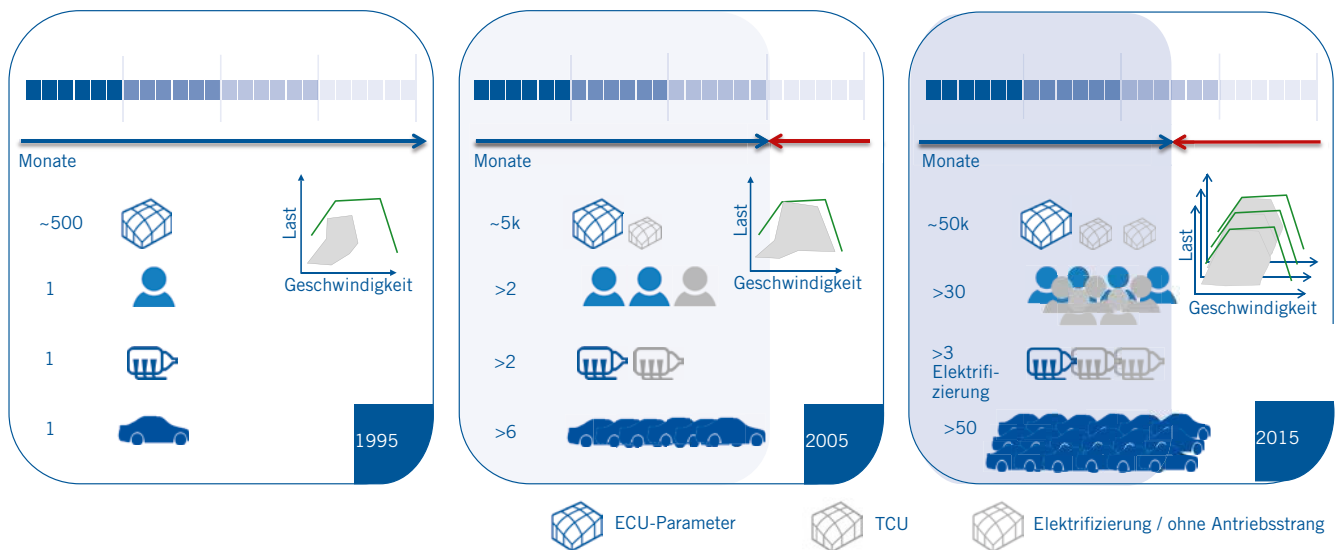 Monate
~500
Last
Geschwindigkeit
1
1
1
1995
Monate
~5k
Last
Geschwindigkeit
>2
>2
>6
2005
Monate
~50k
Last
Geschwindigkeit
>30
>3
Elektrifi-
zierung
>50
2015
ECU-Parameter
TCU
Elektrifizierung / ohne Antriebsstrang